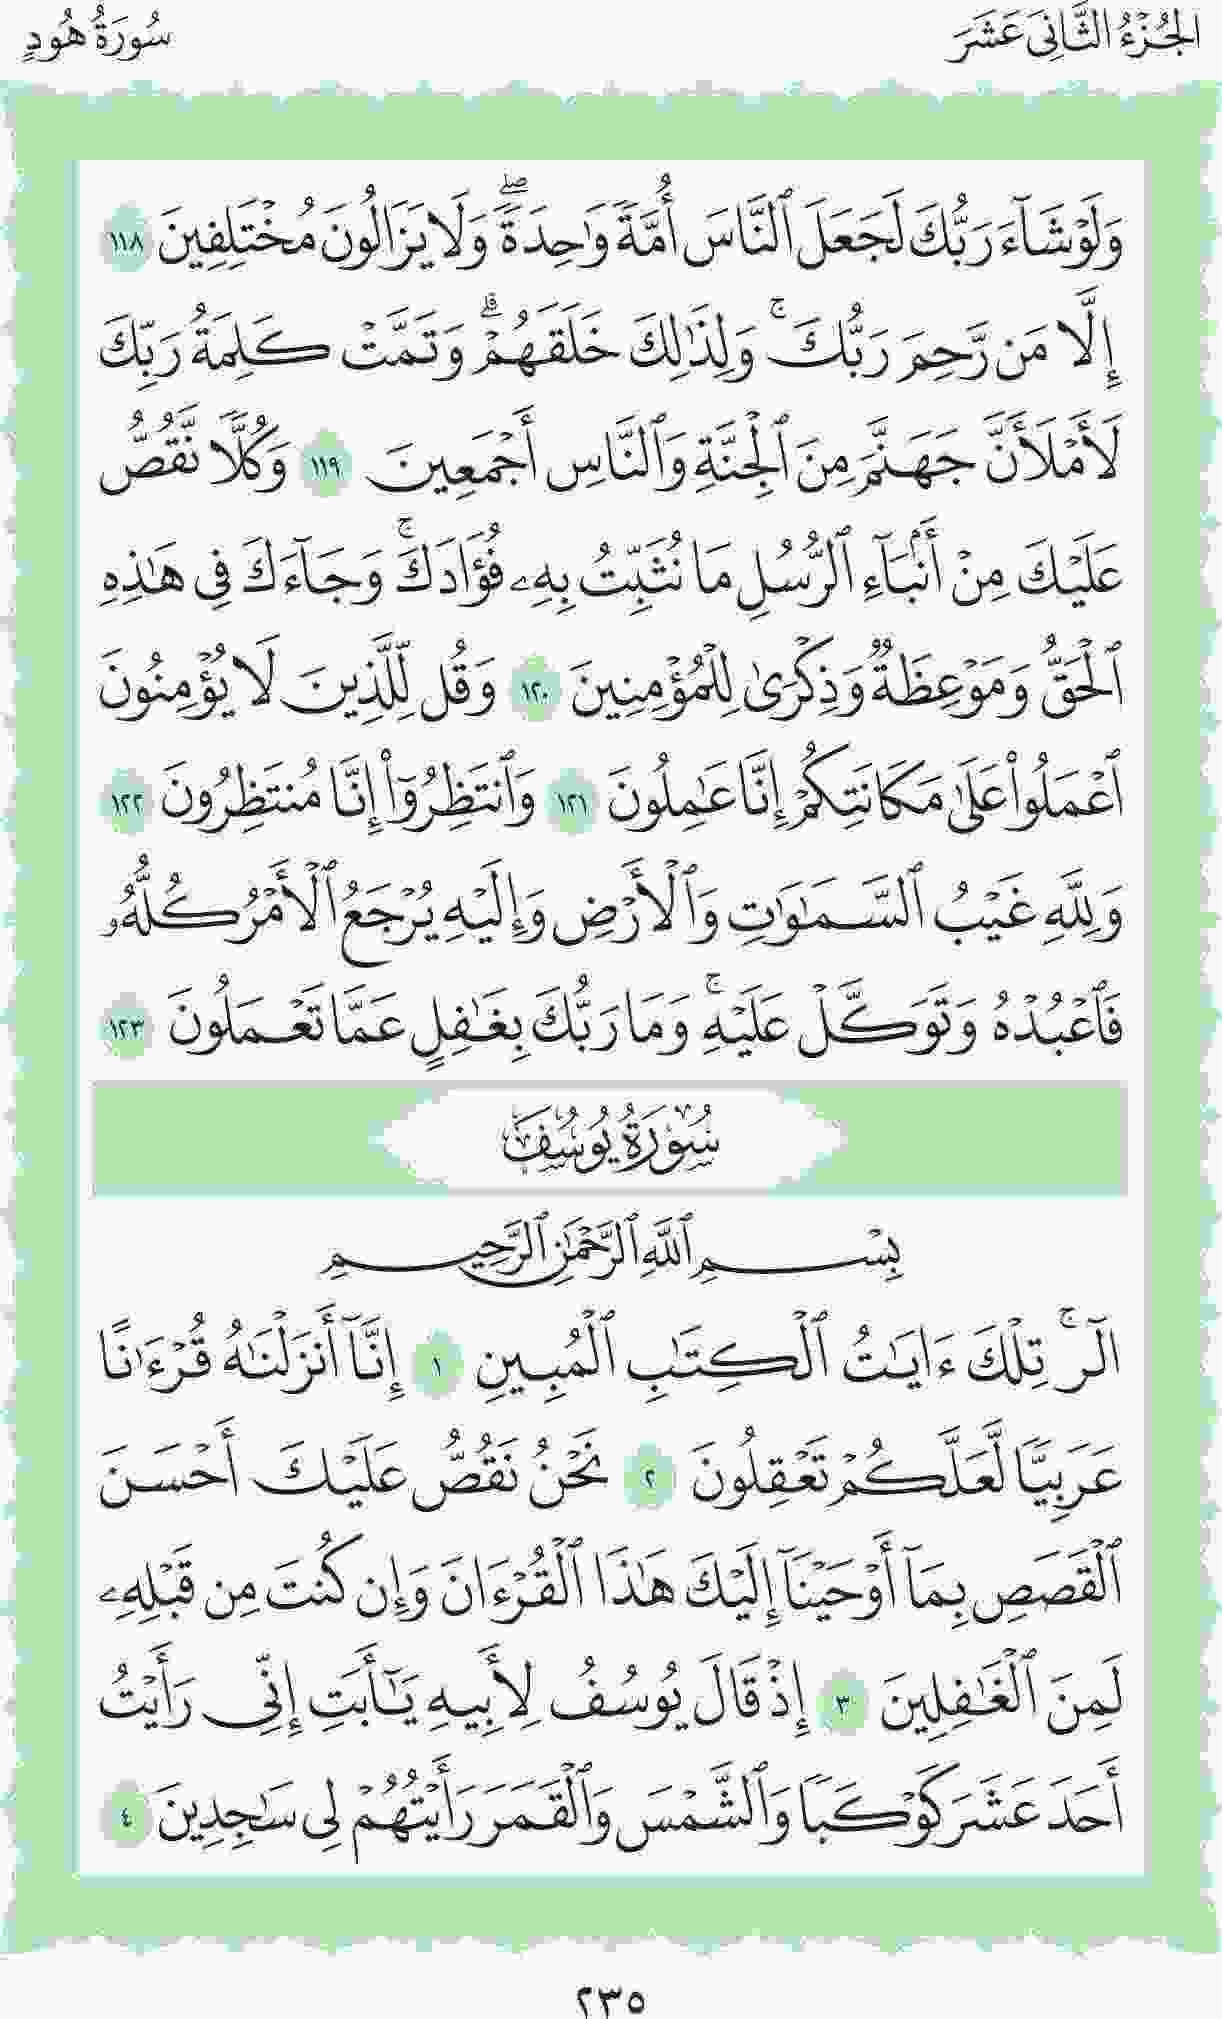 الجُزْءُ الثَّانِيَ عَشَرَ
سُورَةُ هُودٍ
وَلَوْ شَآءَ رَبُّكَ لَجَعَلَ ٱلنَّاسَ أُمَّةً وَٰحِدَةً ۖ وَلَا يَزَالُونَ مُخْتَلِفِينَ ١١٨
إِلَّا مَن رَّحِمَ رَبُّكَ ۚ وَلِذَٰلِكَ خَلَقَهُمْ ۗ وَتَمَّتْ كَلِمَةُ رَبِّكَ
لَأَمْلَأَنَّ جَهَنَّمَ مِنَ ٱلْجِنَّةِ وَٱلنَّاسِ أَجْمَعِينَ ١١٩ وَكُلًّا نَّقُصُّ
عَلَيْكَ مِنْ أَنۢبَآءِ ٱلرُّسُلِ مَا نُثَبِّتُ بِهِۦ فُؤَادَكَ ۚ وَجَآءَكَ فِى هَٰذِهِ
ٱلْحَقُّ وَمَوْعِظَةٌ وَذِكْرَىٰ لِلْمُؤْمِنِينَ ١٢٠ وَقُل لِّلَّذِينَ لَا يُؤْمِنُونَ
ٱعْمَلُوا۟ عَلَىٰ مَكَانَتِكُمْ إِنَّا عَٰمِلُونَ ١٢١ وَٱنتَظِرُوٓا۟ إِنَّا مُنتَظِرُونَ ١٢٢
وَلِلَّهِ غَيْبُ ٱلسَّمَٰوَٰتِ وَٱلْأَرْضِ وَإِلَيْهِ يُرْجَعُ ٱلْأَمْرُ كُلُّهُۥ
فَٱعْبُدْهُ وَتَوَكَّلْ عَلَيْهِ ۚ وَمَا رَبُّكَ بِغَٰفِلٍ عَمَّا تَعْمَلُونَ ١٢٣
سُورَةُ يُوسُفَ
بِسْمِ ٱللَّهِ ٱلرَّحْمَٰنِ ٱلرَّحِيمِ
الٓر ۚ تِلْكَ ءَايَٰتُ ٱلْكِتَٰبِ ٱلْمُبِينِ ١ إِنَّآ أَنزَلْنَٰهُ قُرْءَٰنًا
عَرَبِيًّا لَّعَلَّكُمْ تَعْقِلُونَ ٢ نَحْنُ نَقُصُّ عَلَيْكَ أَحْسَنَ
ٱلْقَصَصِ بِمَآ أَوْحَيْنَآ إِلَيْكَ هَٰذَا ٱلْقُرْءَانَ وَإِن كُنتَ مِن قَبْلِهِۦ
لَمِنَ ٱلْغَٰفِلِينَ ٣ إِذْ قَالَ يُوسُفُ لِأَبِيهِ يَٰٓأَبَتِ إِنِّى رَأَيْتُ
أَحَدَ عَشَرَ كَوْكَبًا وَٱلشَّمْسَ وَٱلْقَمَرَ رَأَيْتُهُمْ لِى سَٰجِدِينَ ٤
٢٣٥